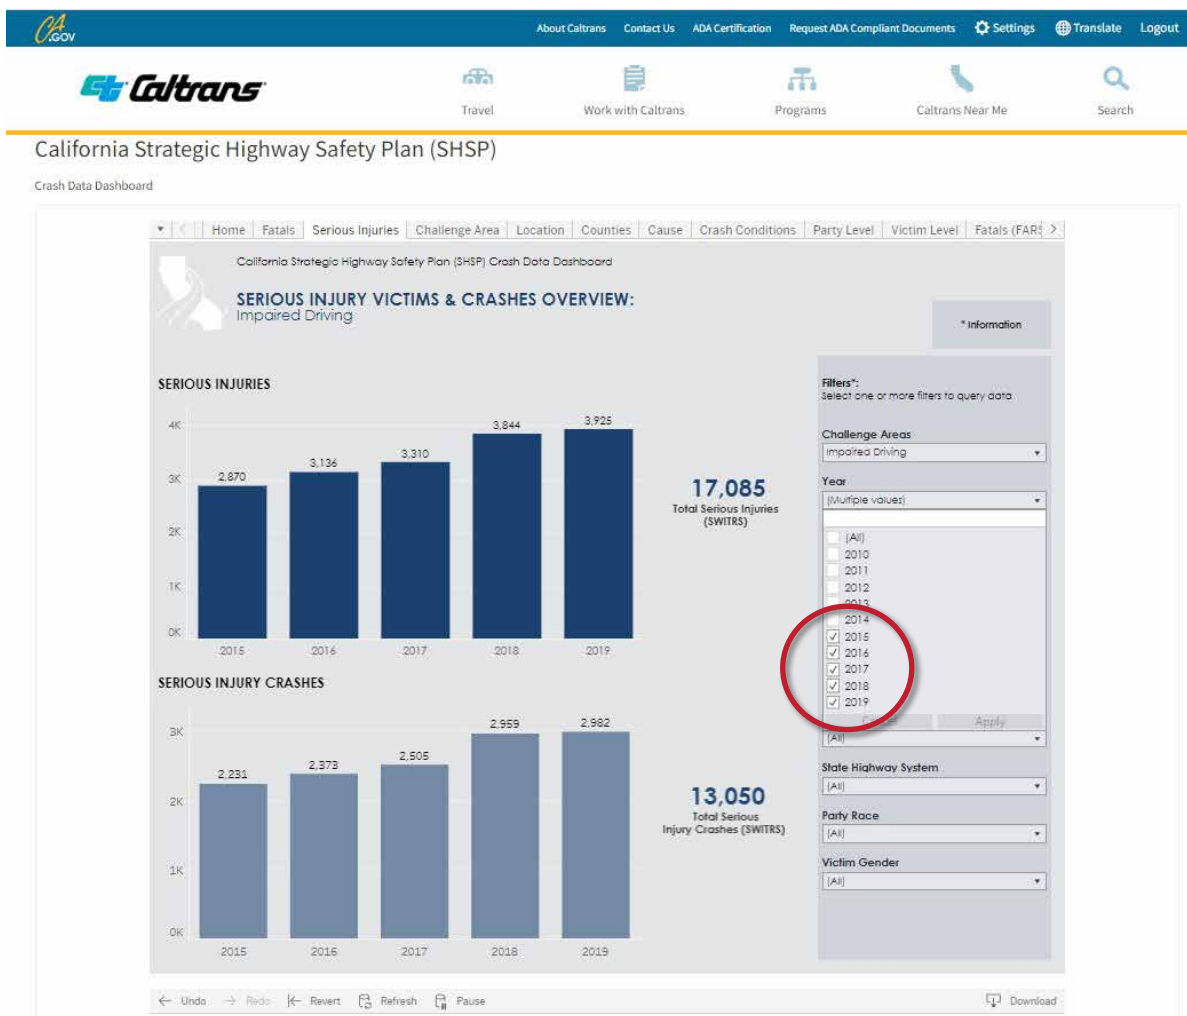 CA.GOV
About Caltrans Contact Us ADA Certification Request ADA Compliant Documents Settings Translate Logout
Caltrans
Travel Work with Caltrans Programs Caltrans Near Me Search
California Strategic Highway Safety Plan (SHSP)
Crash Data Dashboard
Home Fatals Serious Injuries Challenge Area Location Counties Cause Crash Conditions Party Level Victim Level Fatals (FARS
California Strategic Highway Safety Plan (SHSP) Crash Data Dashboard
SERIOUS INJURY VICTIMS & CRASHES OVERVIEW:
Impaired Driving
* Information
SERIOUS INJURIES
4K
3K
2K
1K
0K
2,870
3,136
3,310
3,844
3,925
2015 2016 2017 2018 2019
17,085
Total Serious Injuries
(SWITRS)
SERIOUS INJURY CRASHES
3K
2K
1K
0K
2,231
2,373
2,505
2,959
2,982
2015 2016 2017 2018 2019
13,050
Total Serious
Injury Crashes (SWITRS)
Filters*:
Select one or more filters to query data
Challenge Areas
Impaired Driving
Year
(Multiple values)
(All)
2010
2011
2012
2013
2014
2015
2016
2017
2018
2019
Cancel Apply
(All)
State Highway System
(All)
Party Race
(All)
Victim Gender
(All)
Undo Redo Revert Refresh Pause Download